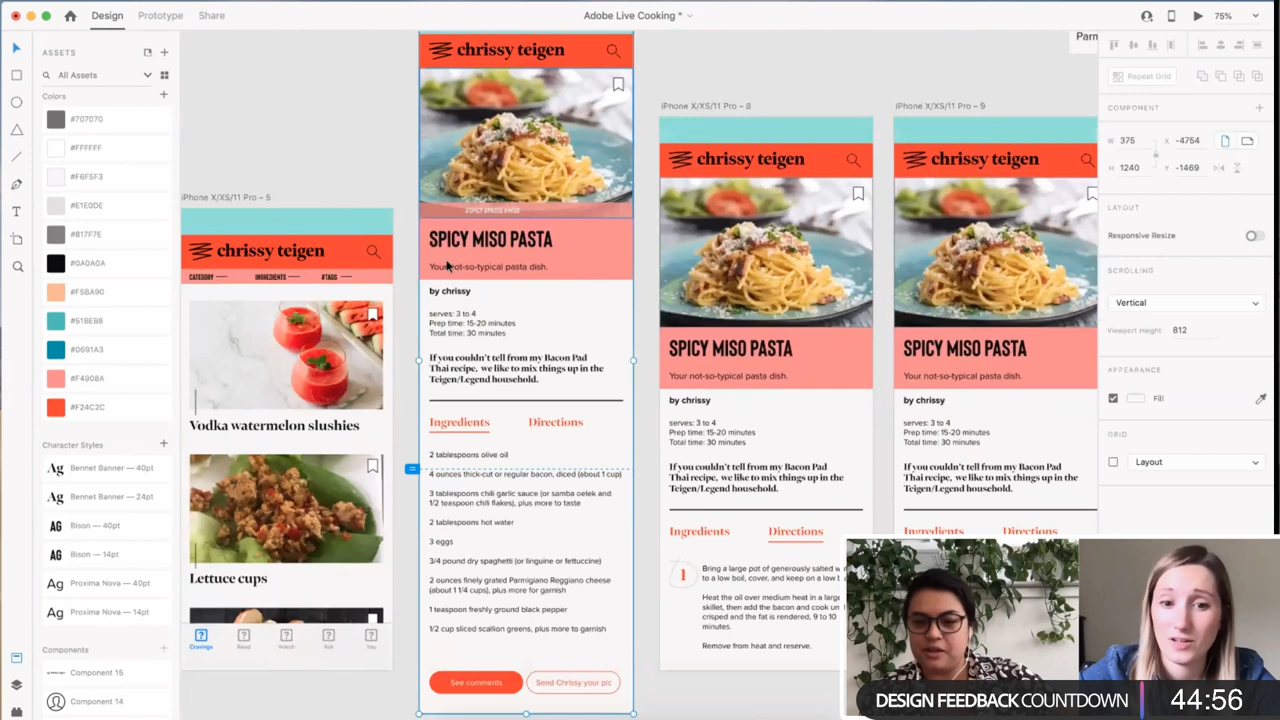 Design
Prototype
Share
Adobe Live Cooking *
75%
ASSETS
All Assets
Colors
#707070
#FFFFFF
#F6F5F3
#E1E0DE
#817F7E
#0A0A0A
#F5BA90
#51BEB8
#0691A3
#F4908A
#F24C2C
Character Styles
Ag Bennet Banner — 40pt
Ag Bennet Banner — 24pt
AG Bison — 40pt
AG Bison — 14pt
Ag Proxima Nova — 40pt
Ag Proxima Nova — 14pt
Components
Component 15
Component 14
iPhone X/XS/11 Pro – 5
chrissy teigen
CATEGORY
INGREDIENTS
#TAGS
Vodka watermelon slushies
Lettuce cups
Cravings
Read
Watch
Ask
You
chrissy teigen
#SPICY #PASTA #MISO
SPICY MISO PASTA
Your not-so-typical pasta dish.
by chrissy
serves: 3 to 4
Prep time: 15-20 minutes
Total time: 30 minutes
If you couldn't tell from my Bacon Pad
Thai recipe, we like to mix things up in the
Teigen/Legend household.
Ingredients
Directions
2 tablespoons olive oil
4 ounces thick-cut or regular bacon, diced (about 1 cup)
3 tablespoons chili garlic sauce (or samba oelek and
1/2 teaspoon chili flakes), plus more to taste
2 tablespoons hot water
3 eggs
3/4 pound dry spaghetti (or linguine or fettuccine)
2 ounces finely grated Parmigiano Reggiano cheese
(about 1 1/4 cups), plus more for garnish
1 teaspoon freshly ground black pepper
1/2 cup sliced scallion greens, plus more to garnish
See comments
Send Chrissy your pic
iPhone X/XS/11 Pro – 8
chrissy teigen
SPICY MISO PASTA
Your not-so-typical pasta dish.
by chrissy
serves: 3 to 4
Prep time: 15-20 minutes
Total time: 30 minutes
If you couldn't tell from my Bacon Pad
Thai recipe, we like to mix things up in the
Teigen/Legend household.
Ingredients
Directions
1
Bring a large pot of generously salted w
to a low boil, cover, and keep on a low b
Heat the oil over medium heat in a large
skillet, then add the bacon and cook un
crisped and the fat is rendered, 9 to 10
minutes.
Remove from heat and reserve.
iPhone X/XS/11 Pro – 9
chrissy teigen
SPICY MISO PASTA
Your not-so-typical pasta dish.
by chrissy
serves: 3 to 4
Prep time: 15-20 minutes
Total time: 30 minutes
If you couldn't tell from my Bacon Pad
Thai recipe, we like to mix things up in the
Teigen/Legend household.
Ingredients
Directions
Parm
Repeat Grid
COMPONENT
W 375
X -4754
H 1240
Y -1469
LAYOUT
Responsive Resize
SCROLLING
Vertical
Viewport Height 812
APPEARANCE
Fill
GRID
Layout
DESIGN FEEDBACK COUNTDOWN
44:56